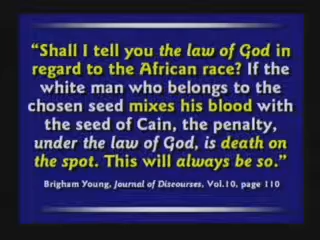 “Shall I tell you the law of God in
regard to the African race? If the
white man who belongs to the
chosen seed mixes his blood with
the seed of Cain, the penalty,
under the law of God, is death on
the spot. This will always be so.”
Brigham Young, Journal of Discourses, Vol.10, page 110